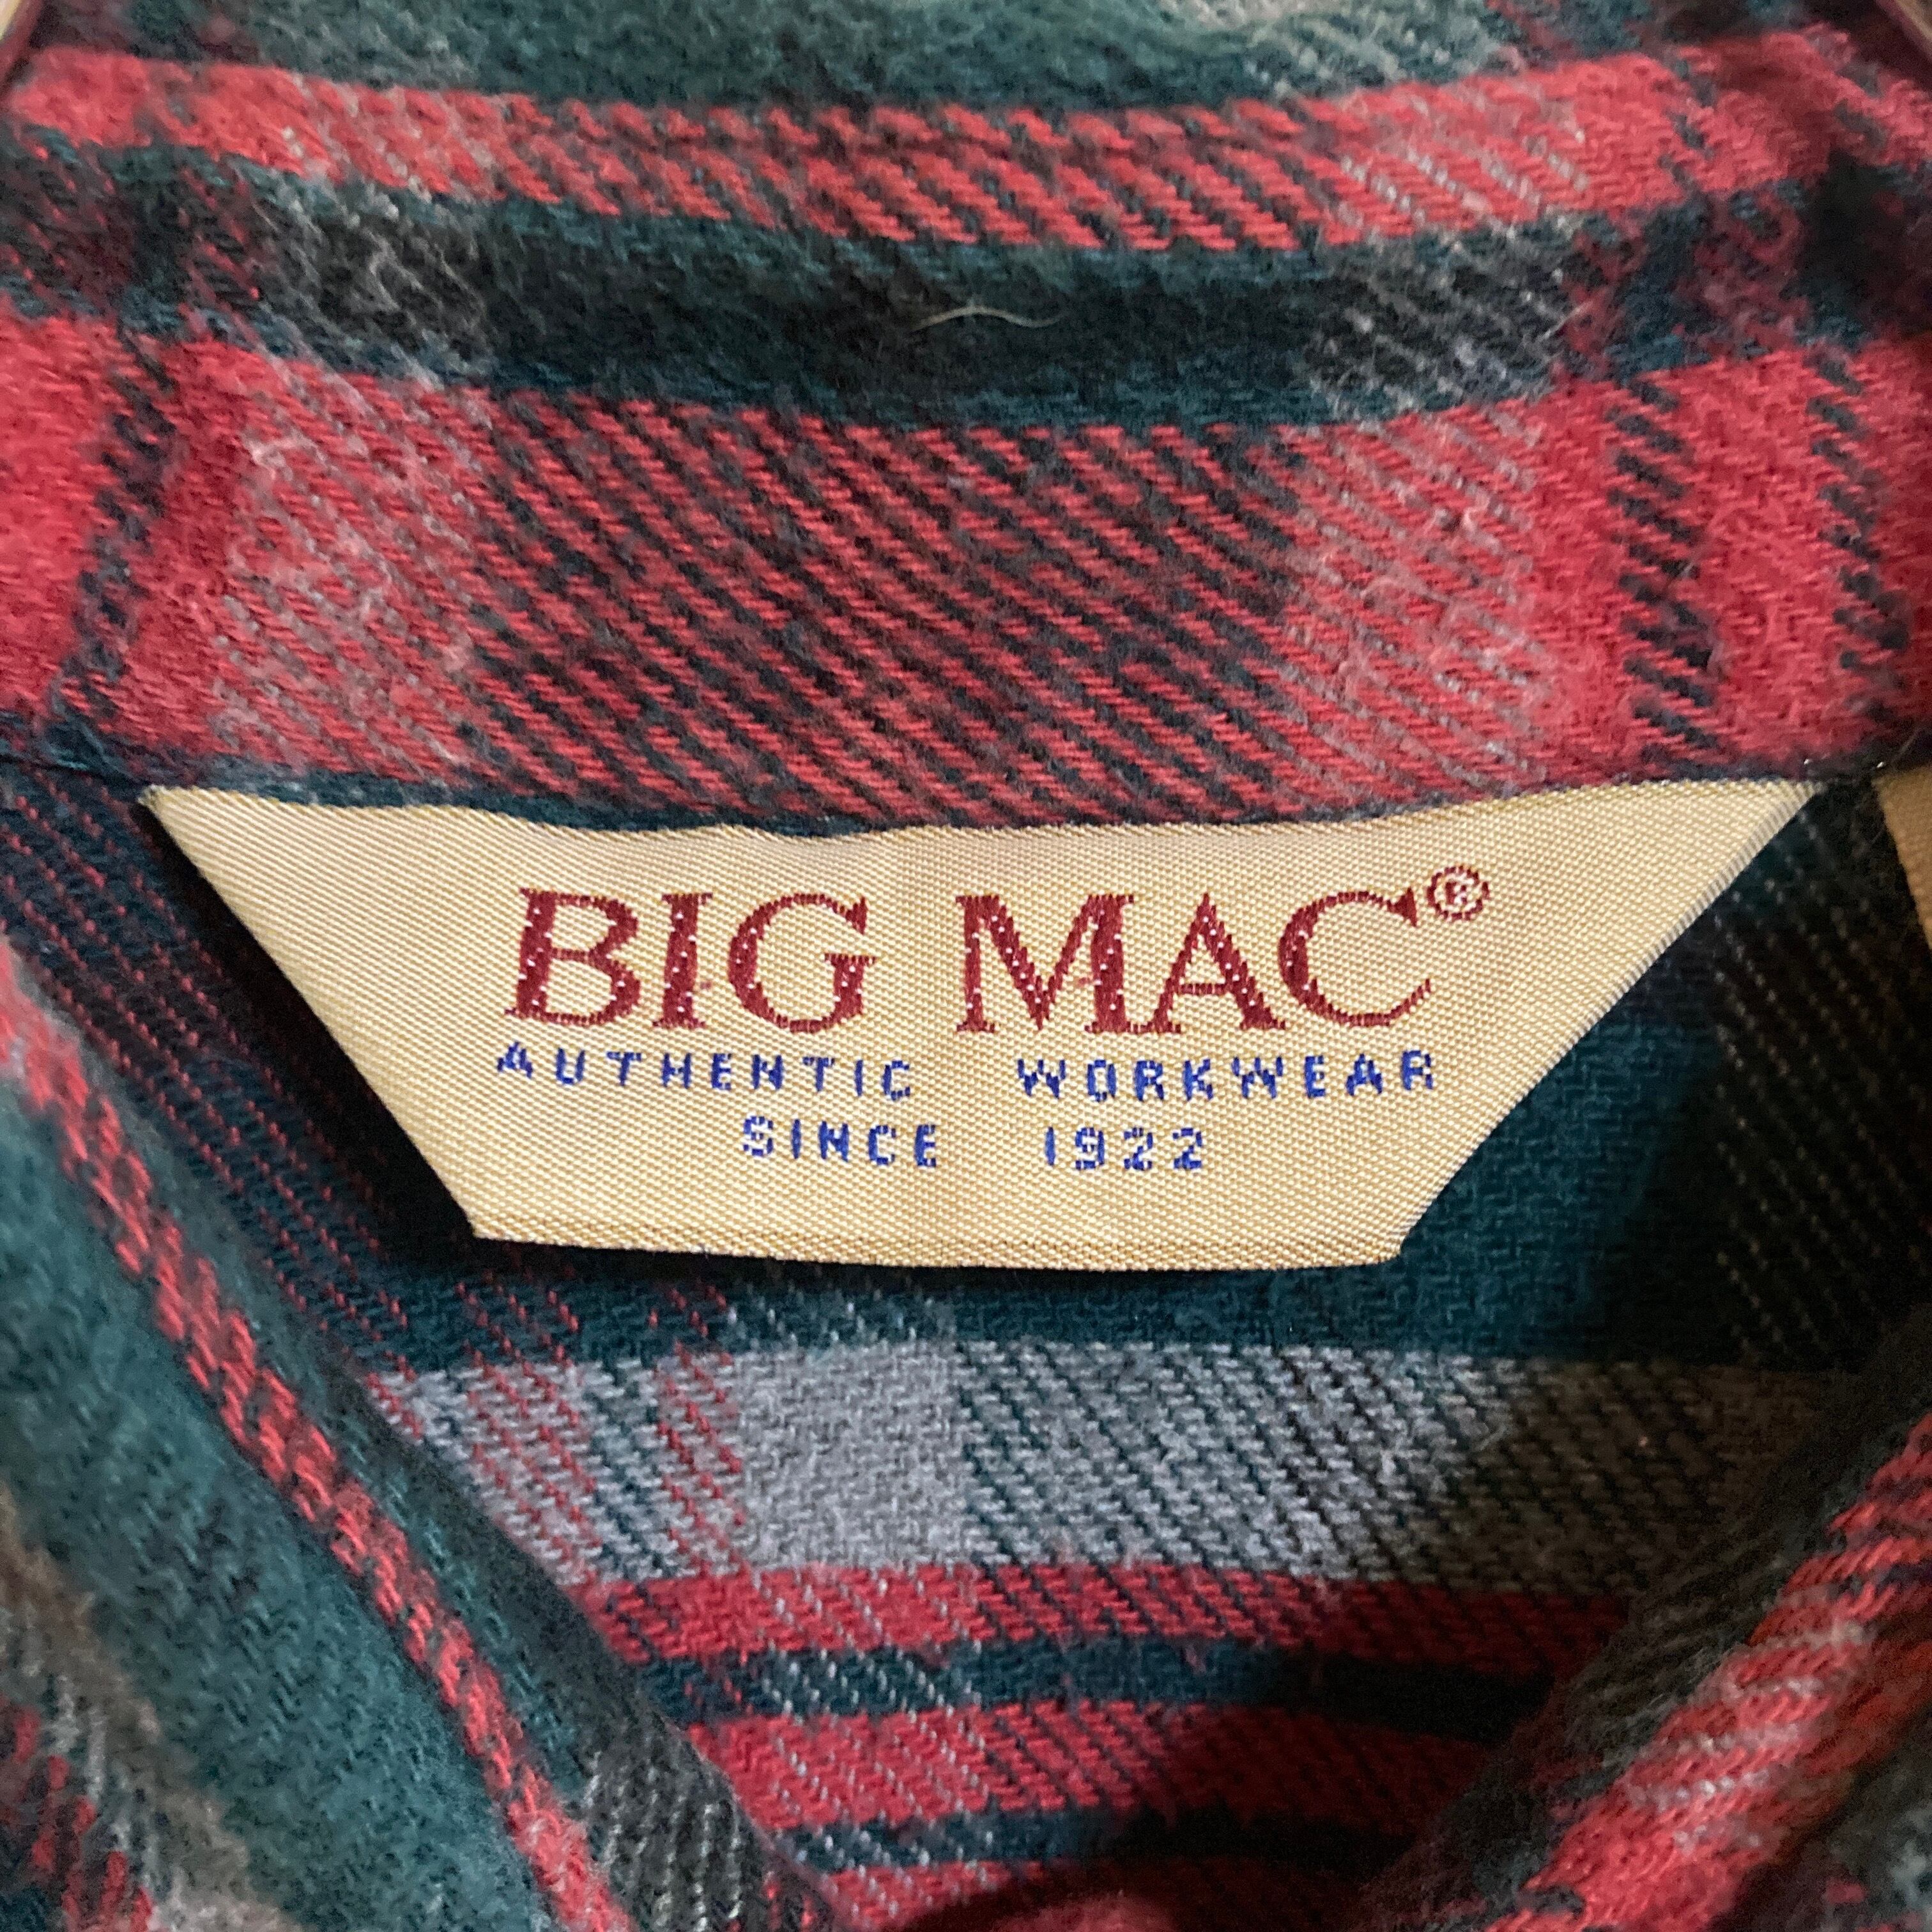 BIG MAC®
AUTHENTIC WORKWEAR
SINCE 1922